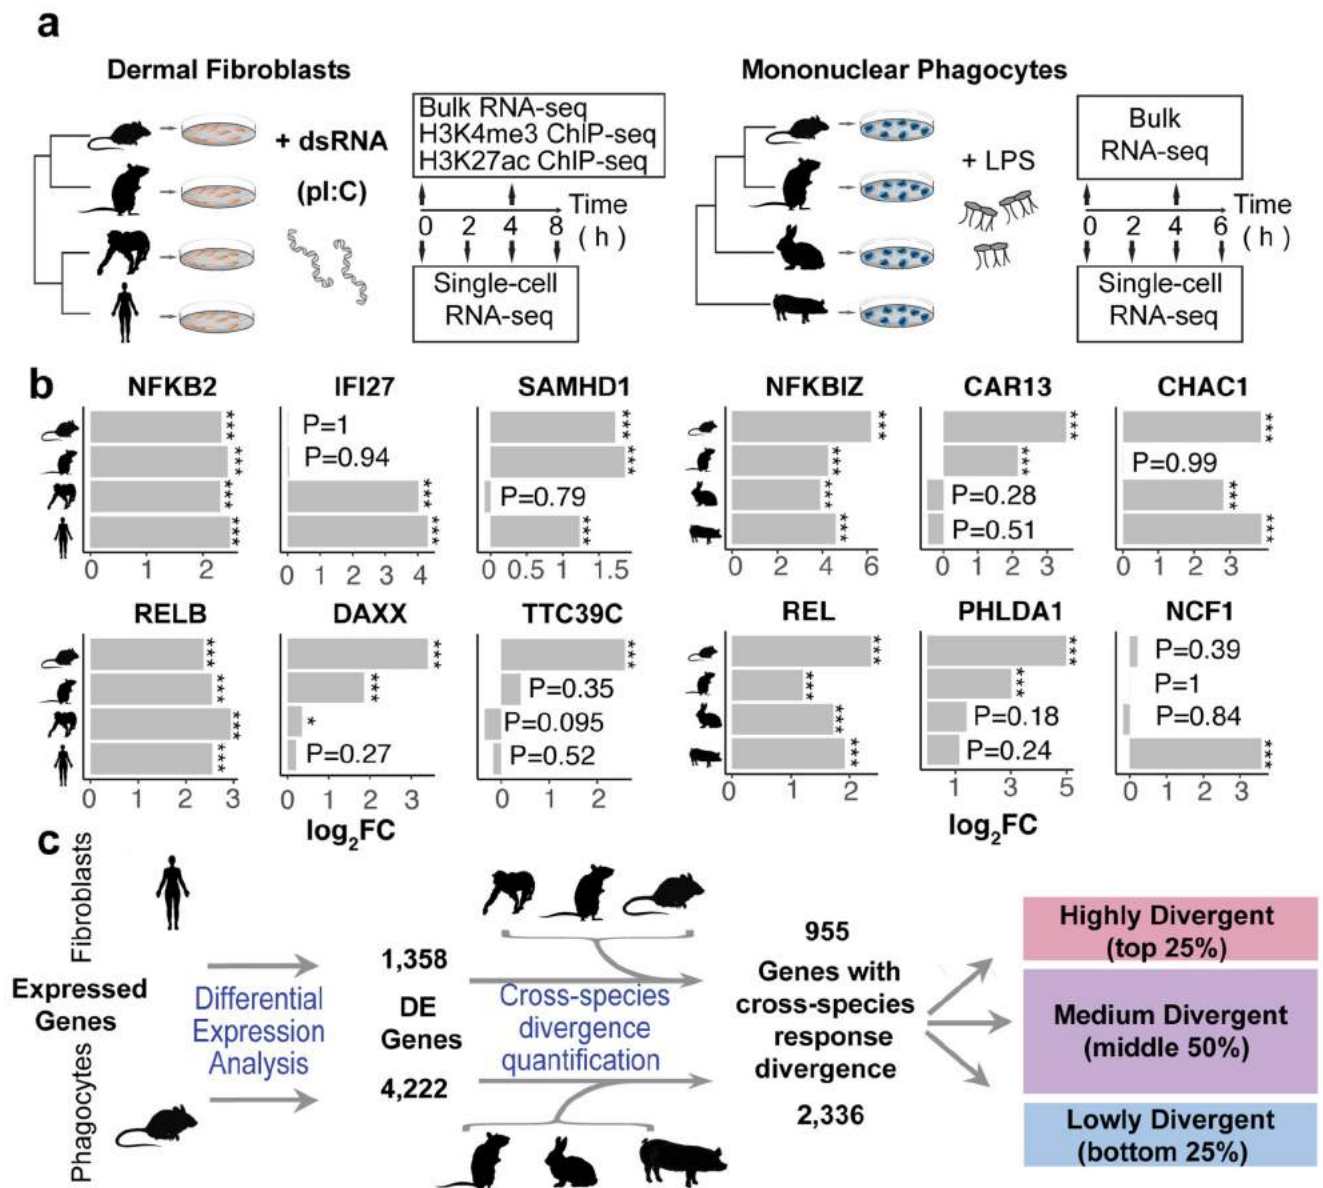 a
Dermal Fibroblasts
+ dsRNA
(pI:C)
Bulk RNA-seq
H3K4me3 ChIP-seq
H3K27ac ChIP-seq
0 2 4 8
Time
( h )
Single-cell
RNA-seq
Mononuclear Phagocytes
+ LPS
Bulk
RNA-seq
0 2 4 6
Time
( h )
Single-cell
RNA-seq
b
NFKB2
***
***
***
***
0 1 2
IFI27
P=1
P=0.94
***
***
0 1 2 3 4
SAMHD1
***
***
P=0.79
***
0 0.5 1 1.5
NFKBIZ
***
***
***
***
0 2 4 6
CAR13
***
***
P=0.28
P=0.51
0 1 2 3
CHAC1
***
P=0.99
***
***
0 1 2 3
RELB
***
***
***
***
0 1 2 3
DAXX
***
***
*
P=0.27
0 1 2 3
TTC39C
***
P=0.35
P=0.095
P=0.52
0 1 2
REL
***
***
***
***
0 1 2
PHLDA1
***
***
P=0.18
P=0.24
1 3 5
NCF1
P=0.39
P=1
P=0.84
***
0 1 2 3
log2FC
log2FC
c
Fibroblasts
Expressed
Genes
Phagocytes
Differential
Expression
Analysis
1,358
DE
Genes
4,222
Cross-species
divergence
quantification
955
Genes with
cross-species
response
divergence
2,336
Highly Divergent
(top 25%)
Medium Divergent
(middle 50%)
Lowly Divergent
(bottom 25%)